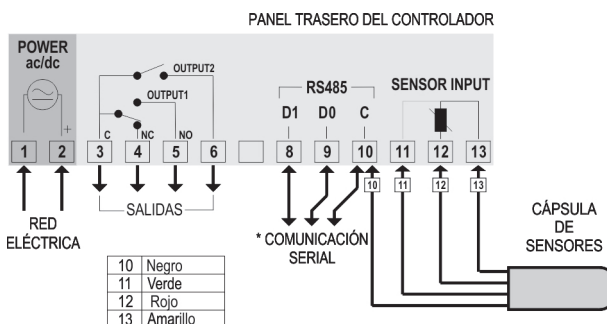 PANEL TRASERO DEL CONTROLADOR
POWER
ac/dc
+
OUTPUT2
OUTPUT1
C
NC
NO
RS485
D1 D0 C
SENSOR INPUT
1 2 3 4 5 6 8 9 10 11 12 13
10 11 12 13
RED
ELÉCTRICA
SALIDAS
* COMUNICACIÓN
SERIAL
CÁPSULA
DE
SENSORES
10 Negro
11 Verde
12 Rojo
13 Amarillo